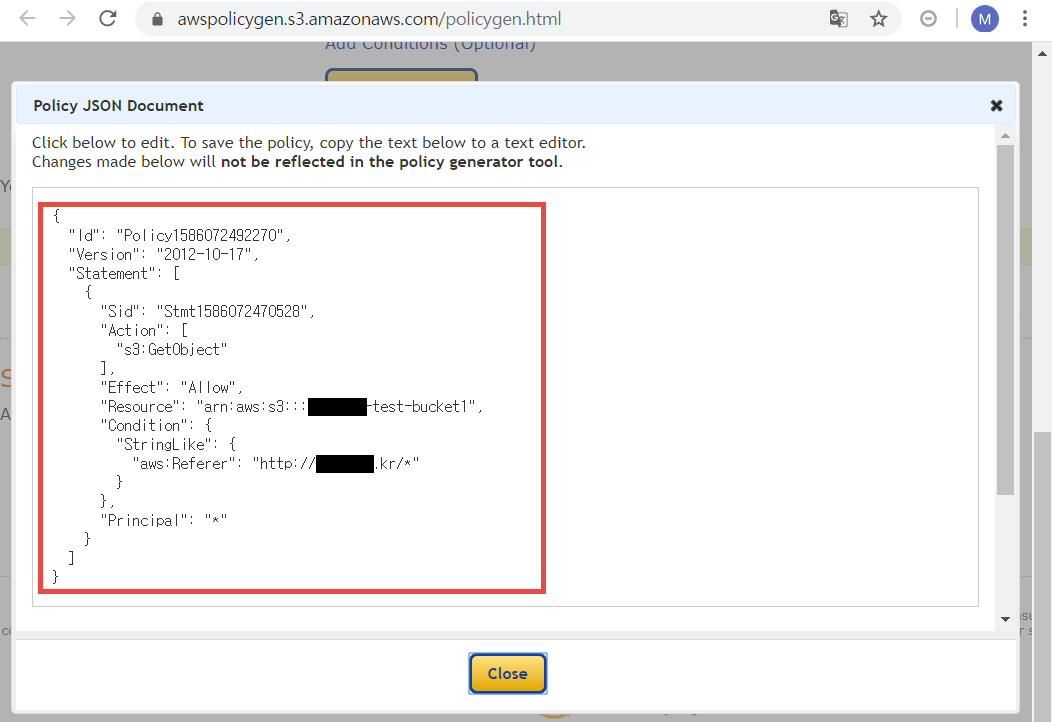 awspolicygen.s3.amazonaws.com/policygen.html
M
Add Conditions (Optional)
Policy JSON Document
Click below to edit. To save the policy, copy the text below to a text editor.
Changes made below will not be reflected in the policy generator tool.
{
"Id": "Policy1586072492270",
"Version": "2012-10-17",
"Statement": [
{
"Sid": "Stmt1586072470528",
"Action": [
"s3:GetObject"
],
"Effect": "Allow",
"Resource": "arn:aws:s3:::-test-bucket1",
"Condition": {
"StringLike": {
"aws:Referer": "http://.kr/*"
}
},
"Principal": "*"
}
]
}
Close